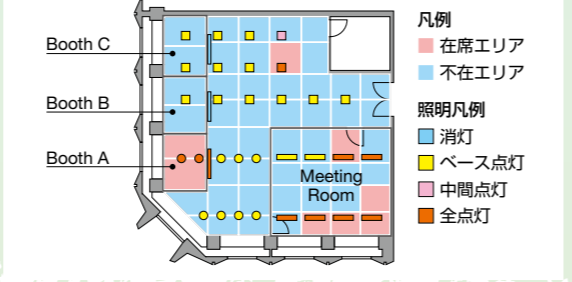 Booth C
Booth B
Booth A
Meeting
Room
凡例
在席エリア
不在エリア
照明凡例
消灯
ベース点灯
中間点灯
全点灯